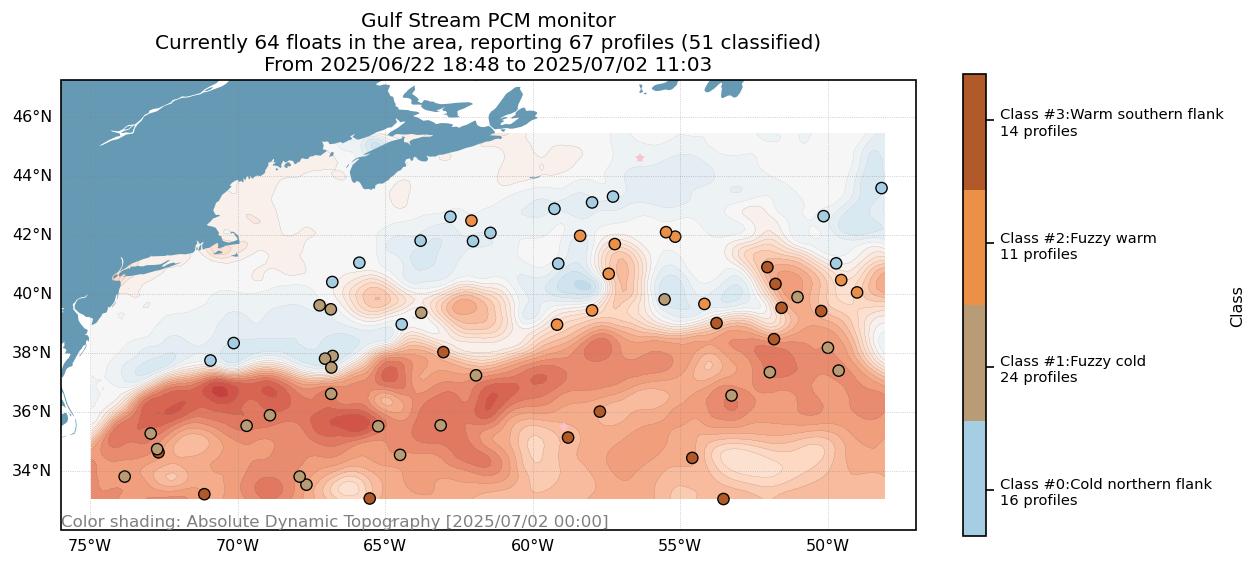 Gulf Stream PCM monitor
Currently 64 floats in the area, reporting 67 profiles (51 classified)
From 2025/06/22 18:48 to 2025/07/02 11:03
46°N
44°N
42°N
40°N
38°N
36°N
34°N
Color shading: Absolute Dynamic Topography [2025/07/02 00:00]
75°W
70°W
65°W
60°W
55°W
50°W
Class #3:Warm southern flank
14 profiles
Class #2:Fuzzy warm
11 profiles
Class #1:Fuzzy cold
24 profiles
Class #0:Cold northern flank
16 profiles
Class